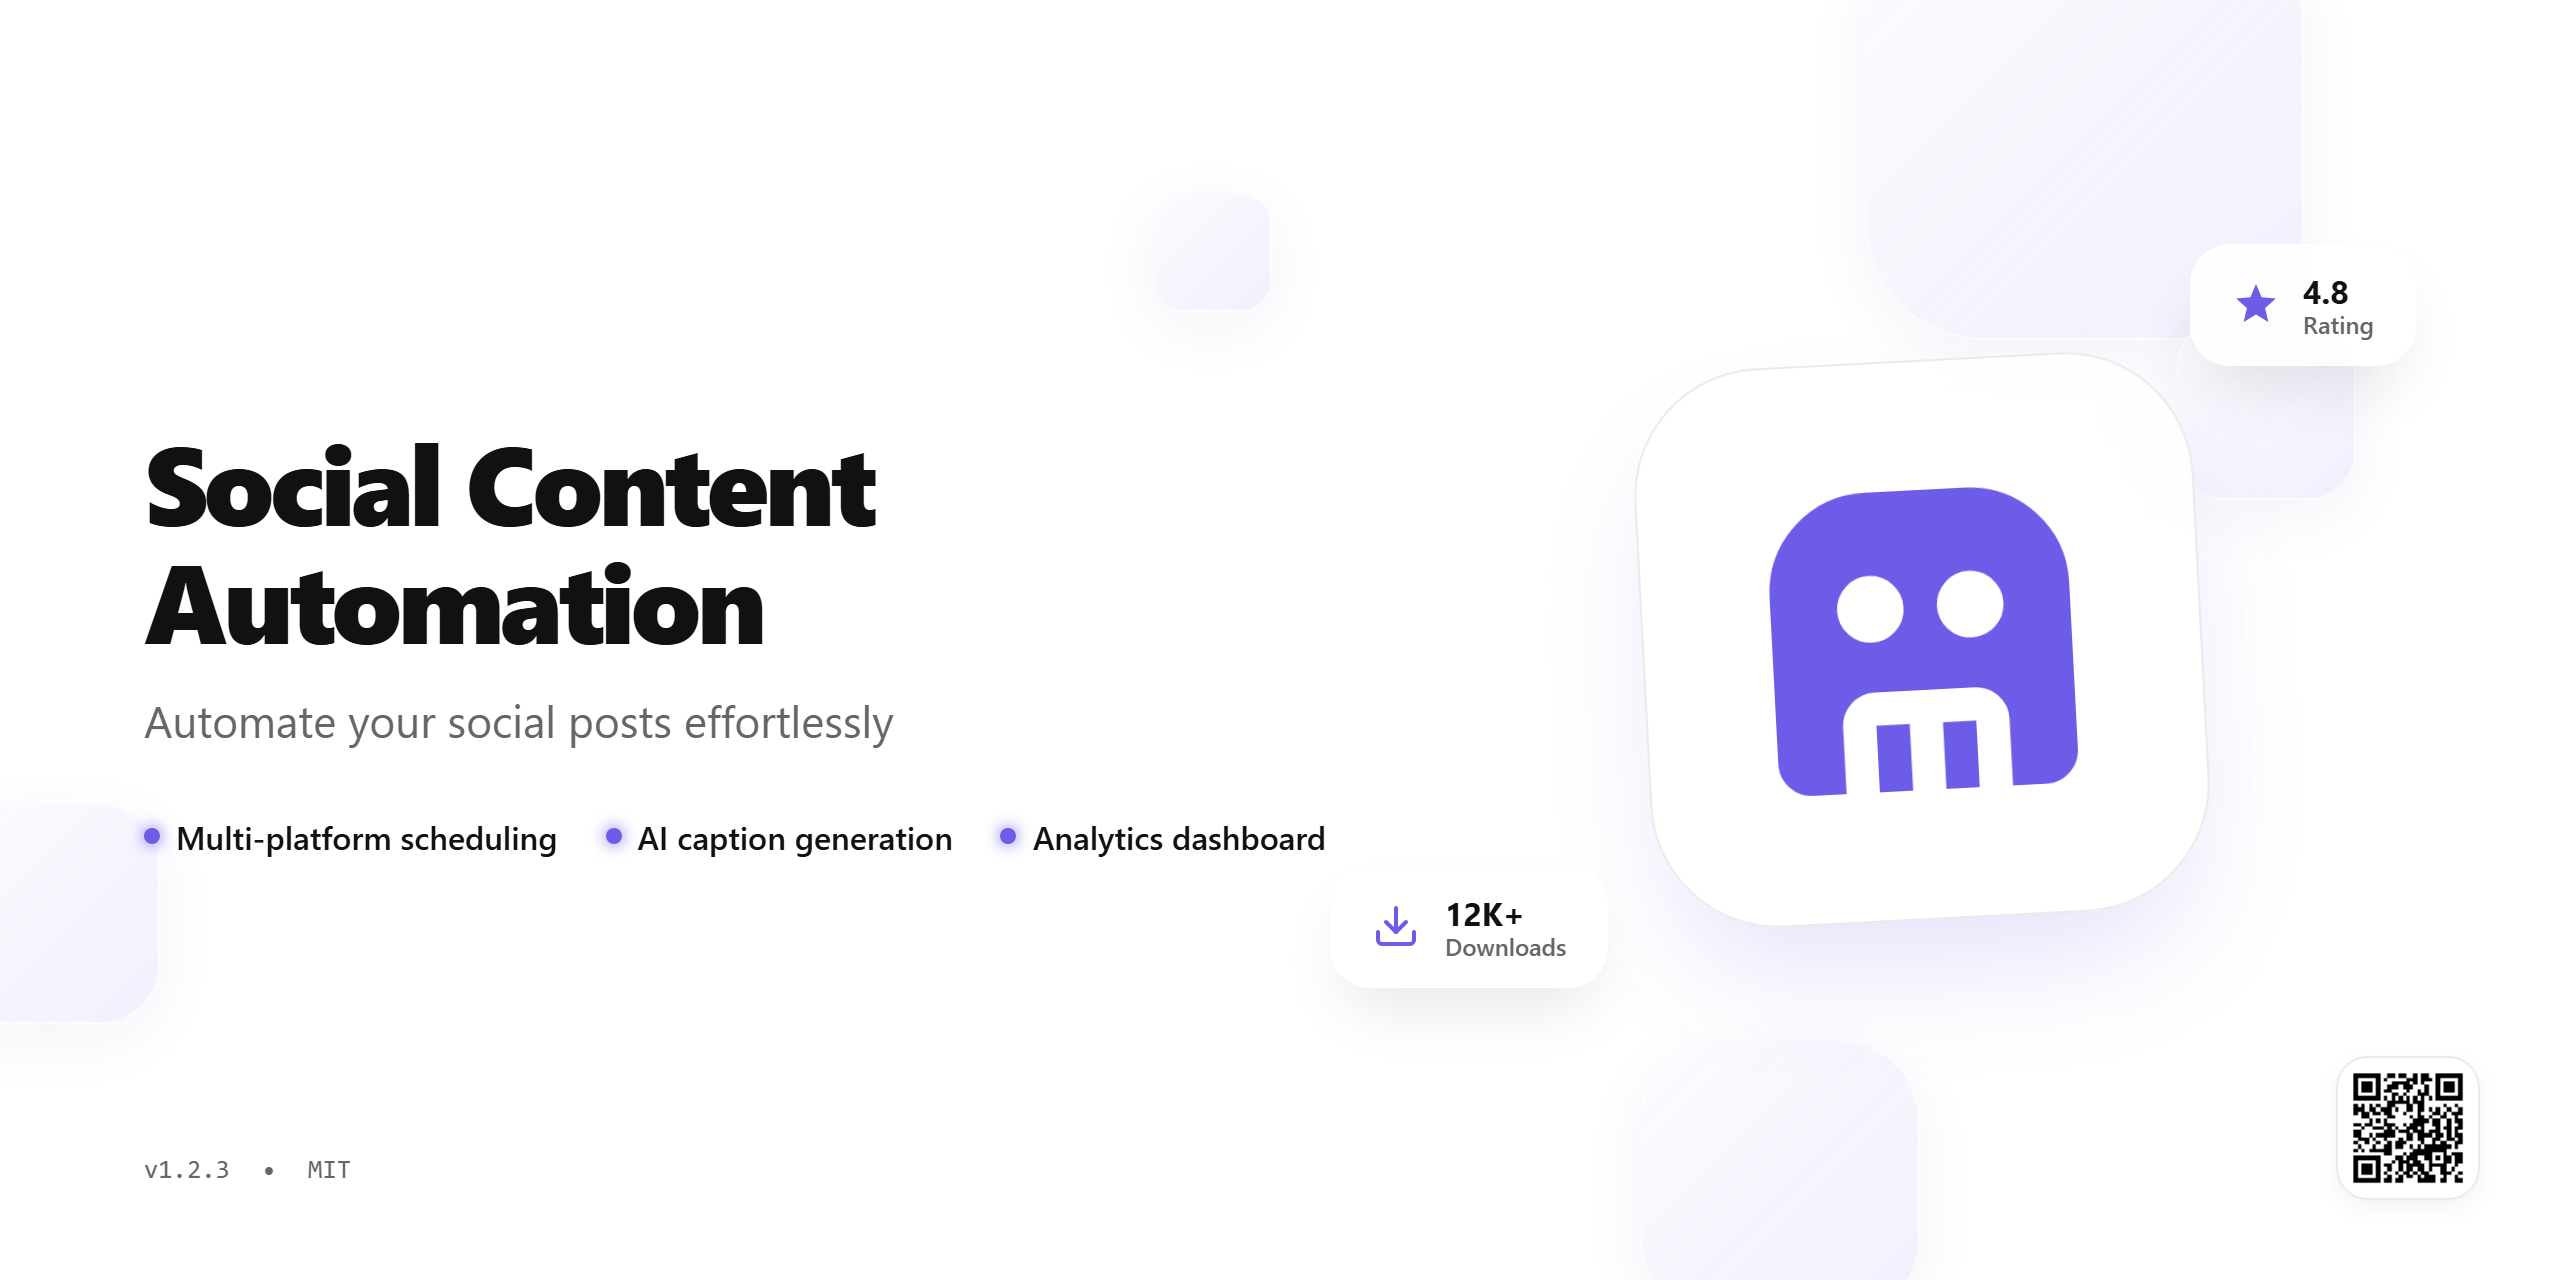 4.8
Rating
Social Content
Automation
Automate your social posts effortlessly
Multi-platform scheduling
AI caption generation
Analytics dashboard
12K+
Downloads
v1.2.3 • MIT